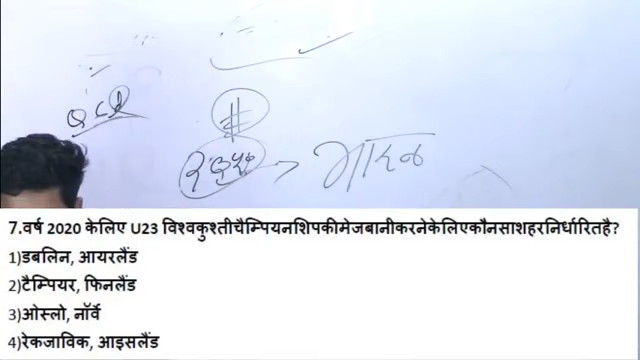 7.वर्ष 2020 केलिए U23 विश्वकुश्तीचैम्पियनशिपकीमेजबानीकरनेकेलिएकौनसाशहरनिर्धारितहै?
1)डबलिन, आयरलैंड
2)टैम्पियर, फिनलैंड
3)ओस्लो, नॉर्वे
4)रेकजाविक, आइसलैंड